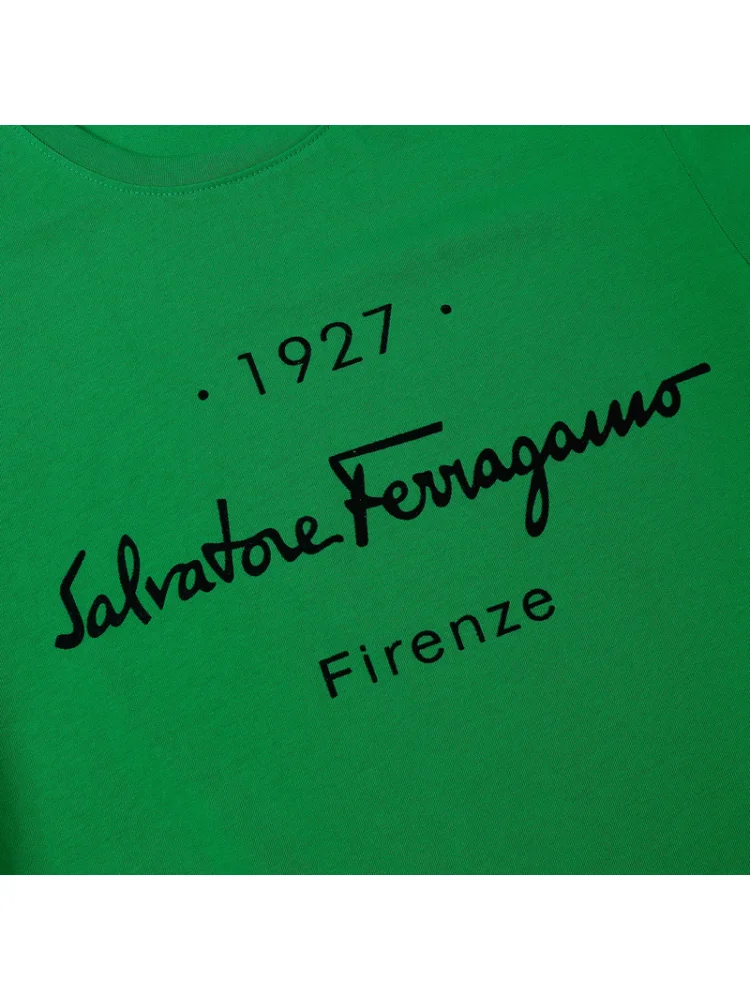 · 1927 ·
Salvatore Ferragamo
Firenze